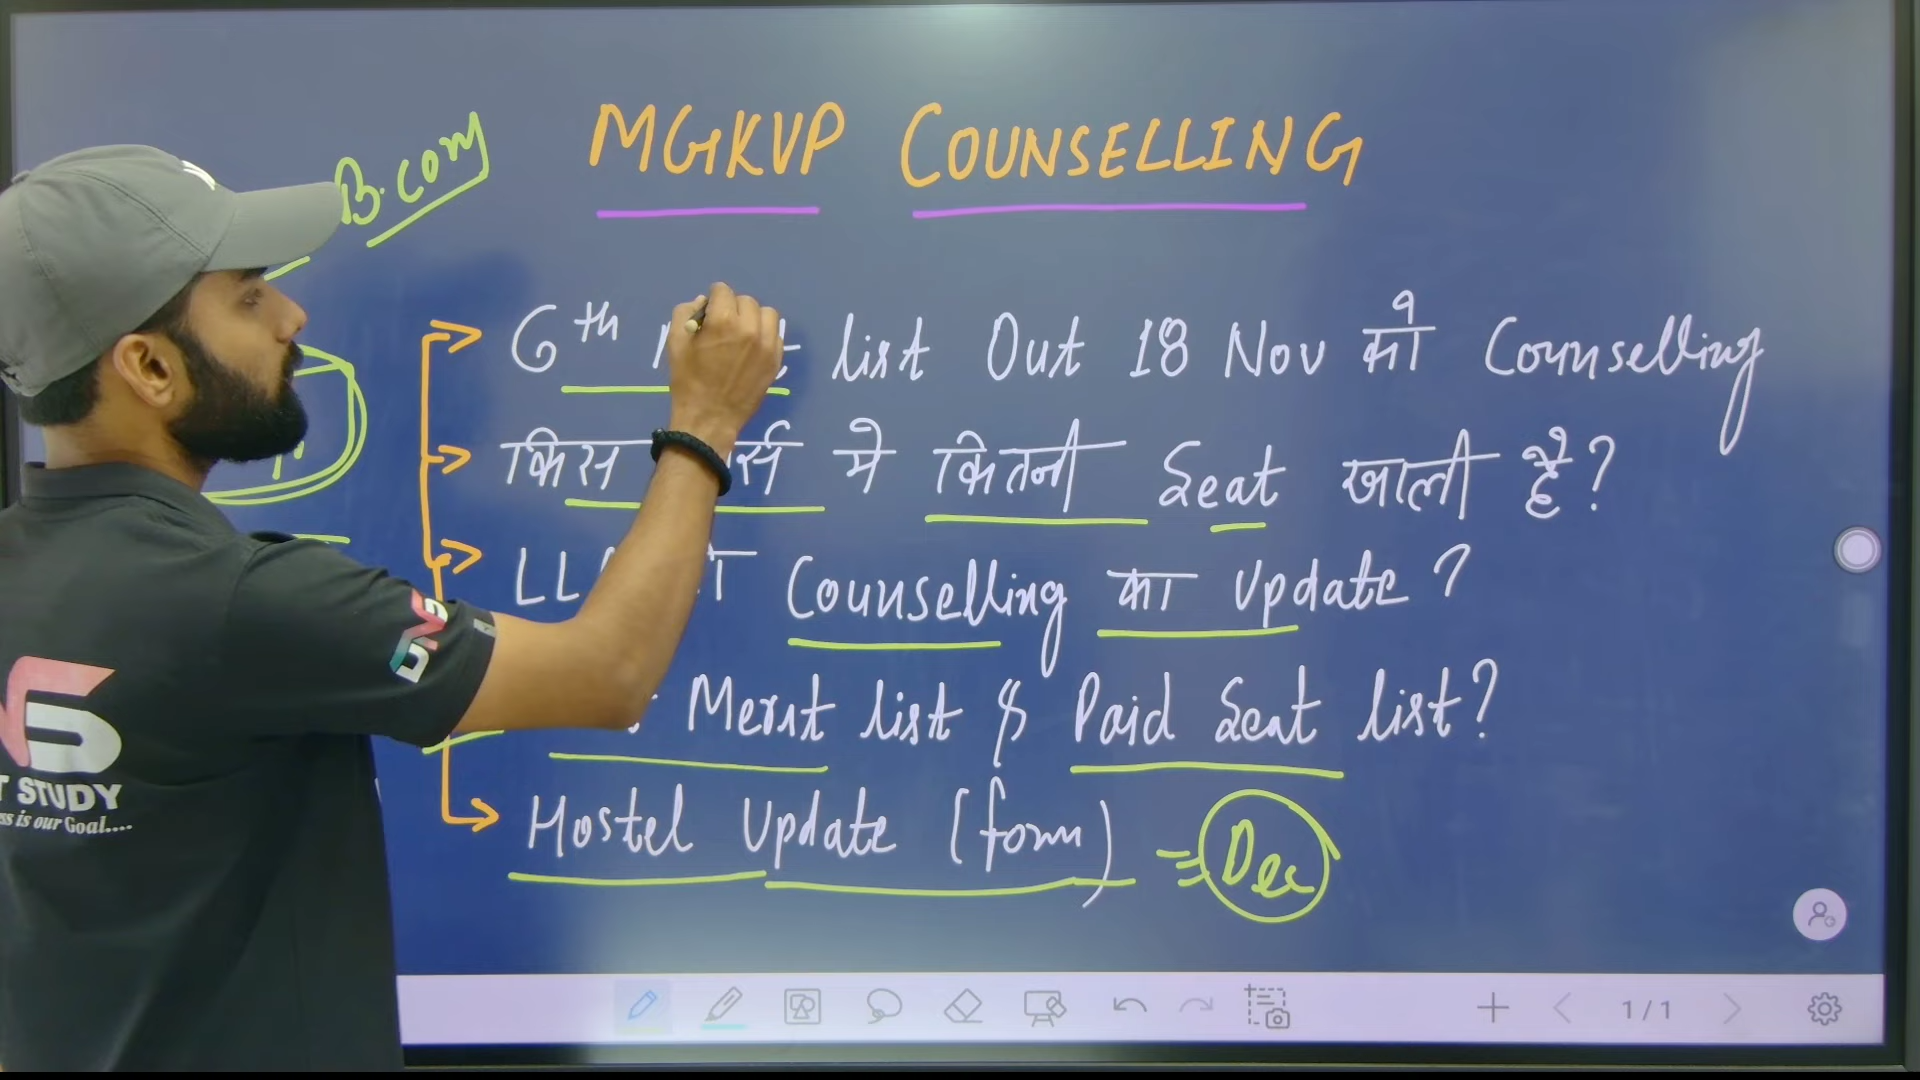 MGKVP COUNSELLING
B.com
6th list Out 18 Nov को Counselling
किस में कितनी Seat खाली है?
LL Counselling का Update?
Merit list & Paid Seat list?
Hostel Update (form) = Dec
T STUDY
ss is our Goal....
1/1